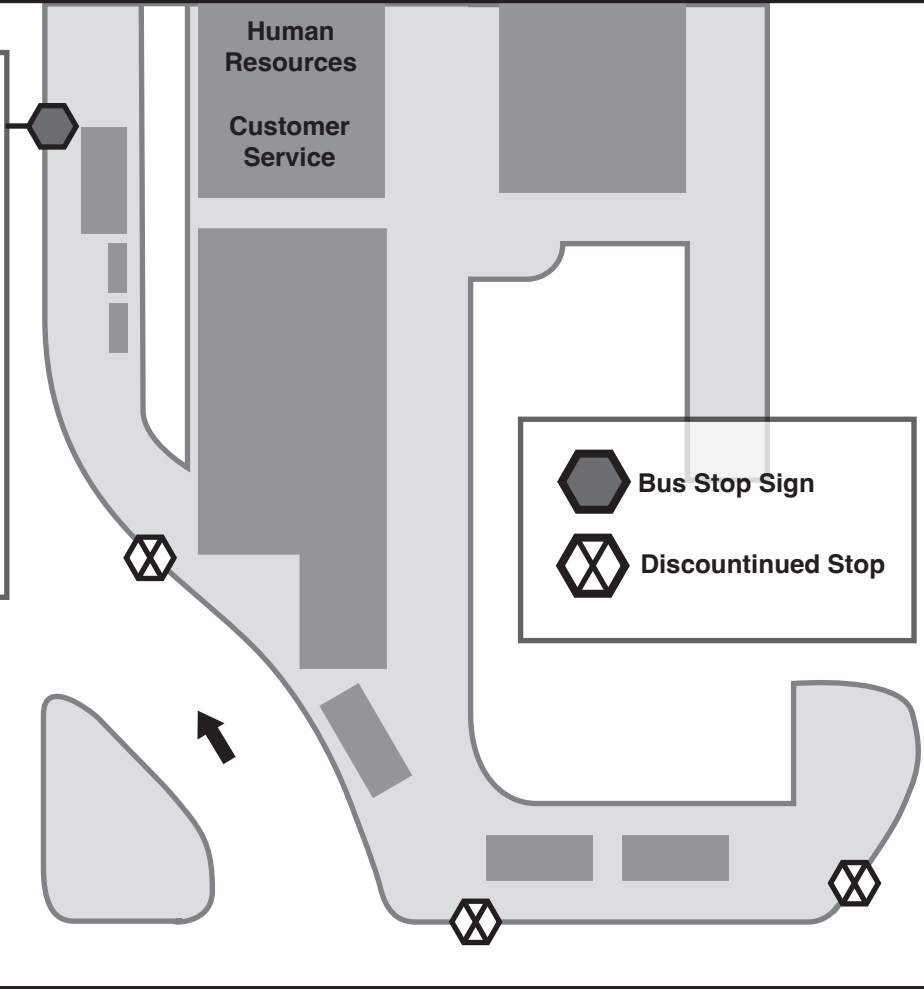 Human
Resources
Customer
Service
Bus Stop Sign
Discountinued Stop